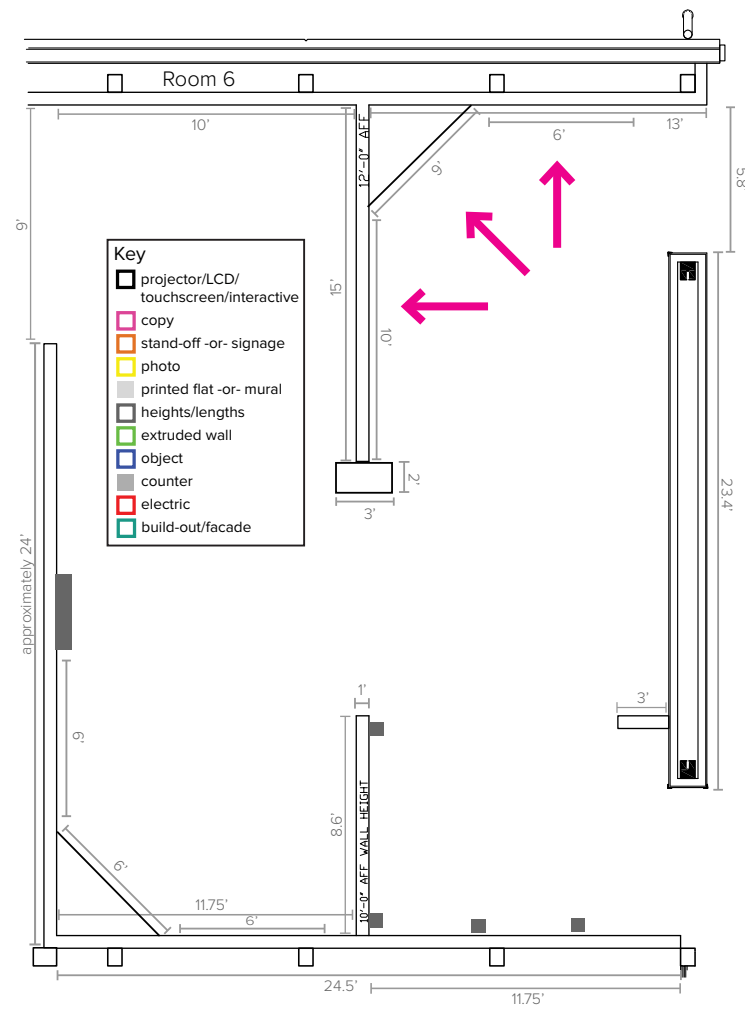 Room 6
10'
12'-0" AFF
6'
13'
5.8
9'
9'
15'
10'
Key
projector/LCD/
touchscreen/interactive
copy
stand-off -or- signage
photo
printed flat -or- mural
heights/lengths
extruded wall
object
counter
electric
build-out/facade
2'
3'
23.4'
approximately 24'
1'
3'
6'
8.6'
10'-0" AFF WALL HEIGHT
6'
11.75'
6'
24.5'
11.75'